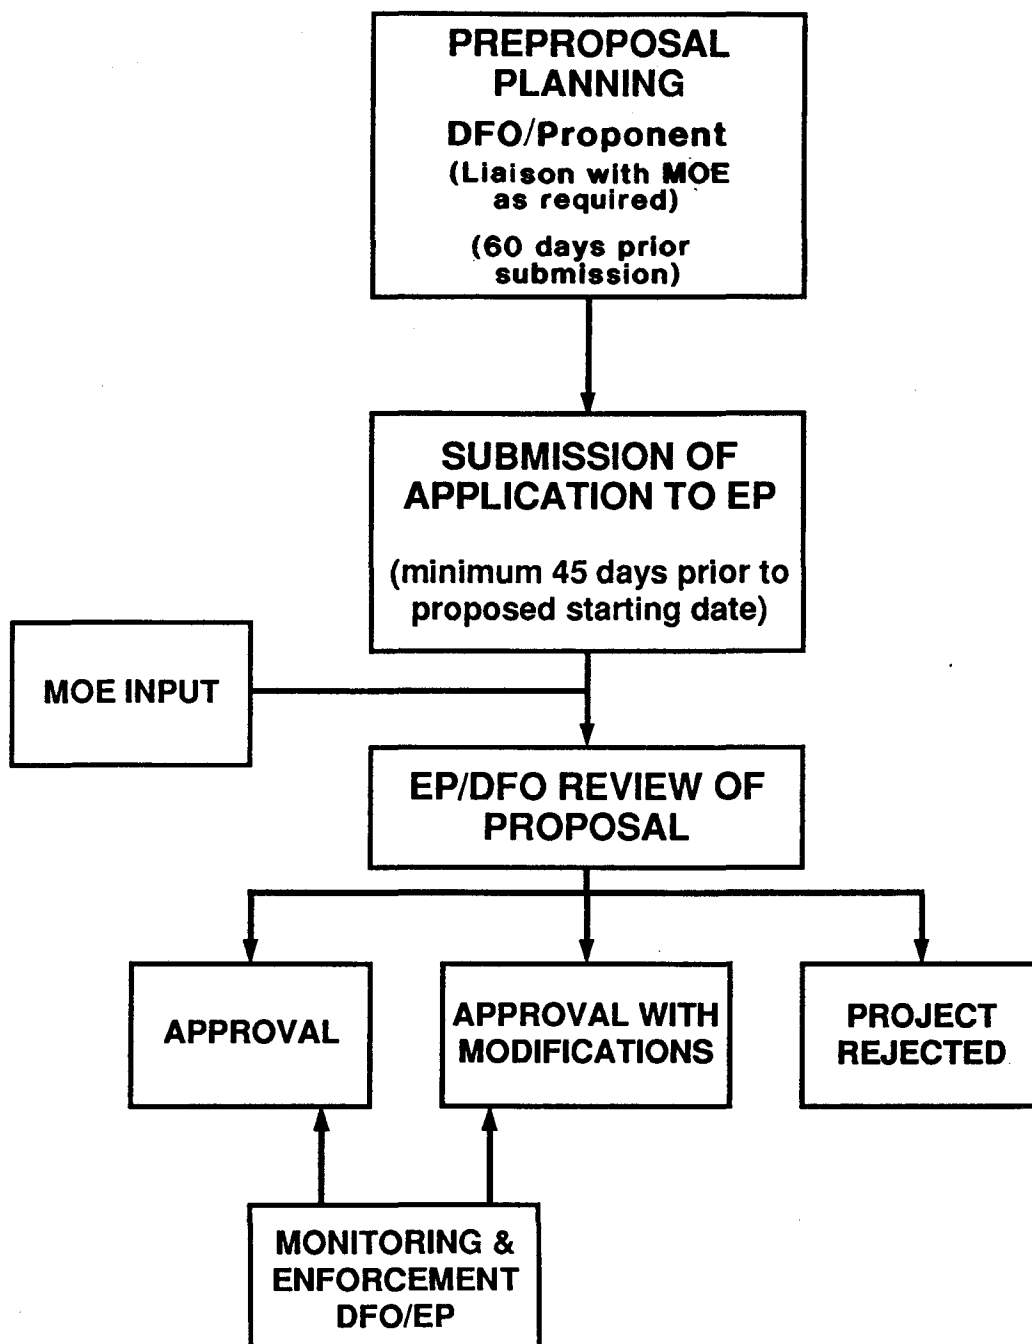 PREPROPOSAL
PLANNING
DFO/Proponent
(Liaison with MOE
as required)
(60 days prior
submission)
SUBMISSION OF
APPLICATION TO EP
(minimum 45 days prior to
proposed starting date)
MOE INPUT
EP/DFO REVIEW OF
PROPOSAL
APPROVAL
APPROVAL WITH
MODIFICATIONS
PROJECT
REJECTED
MONITORING &
ENFORCEMENT
DFO/EP